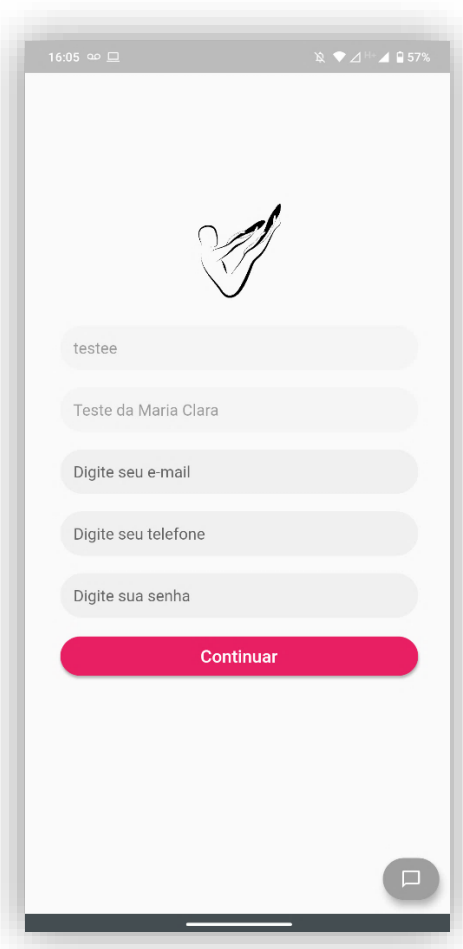 16:05 57%
testee
Teste da Maria Clara
Digite seu e-mail
Digite seu telefone
Digite sua senha
Continuar